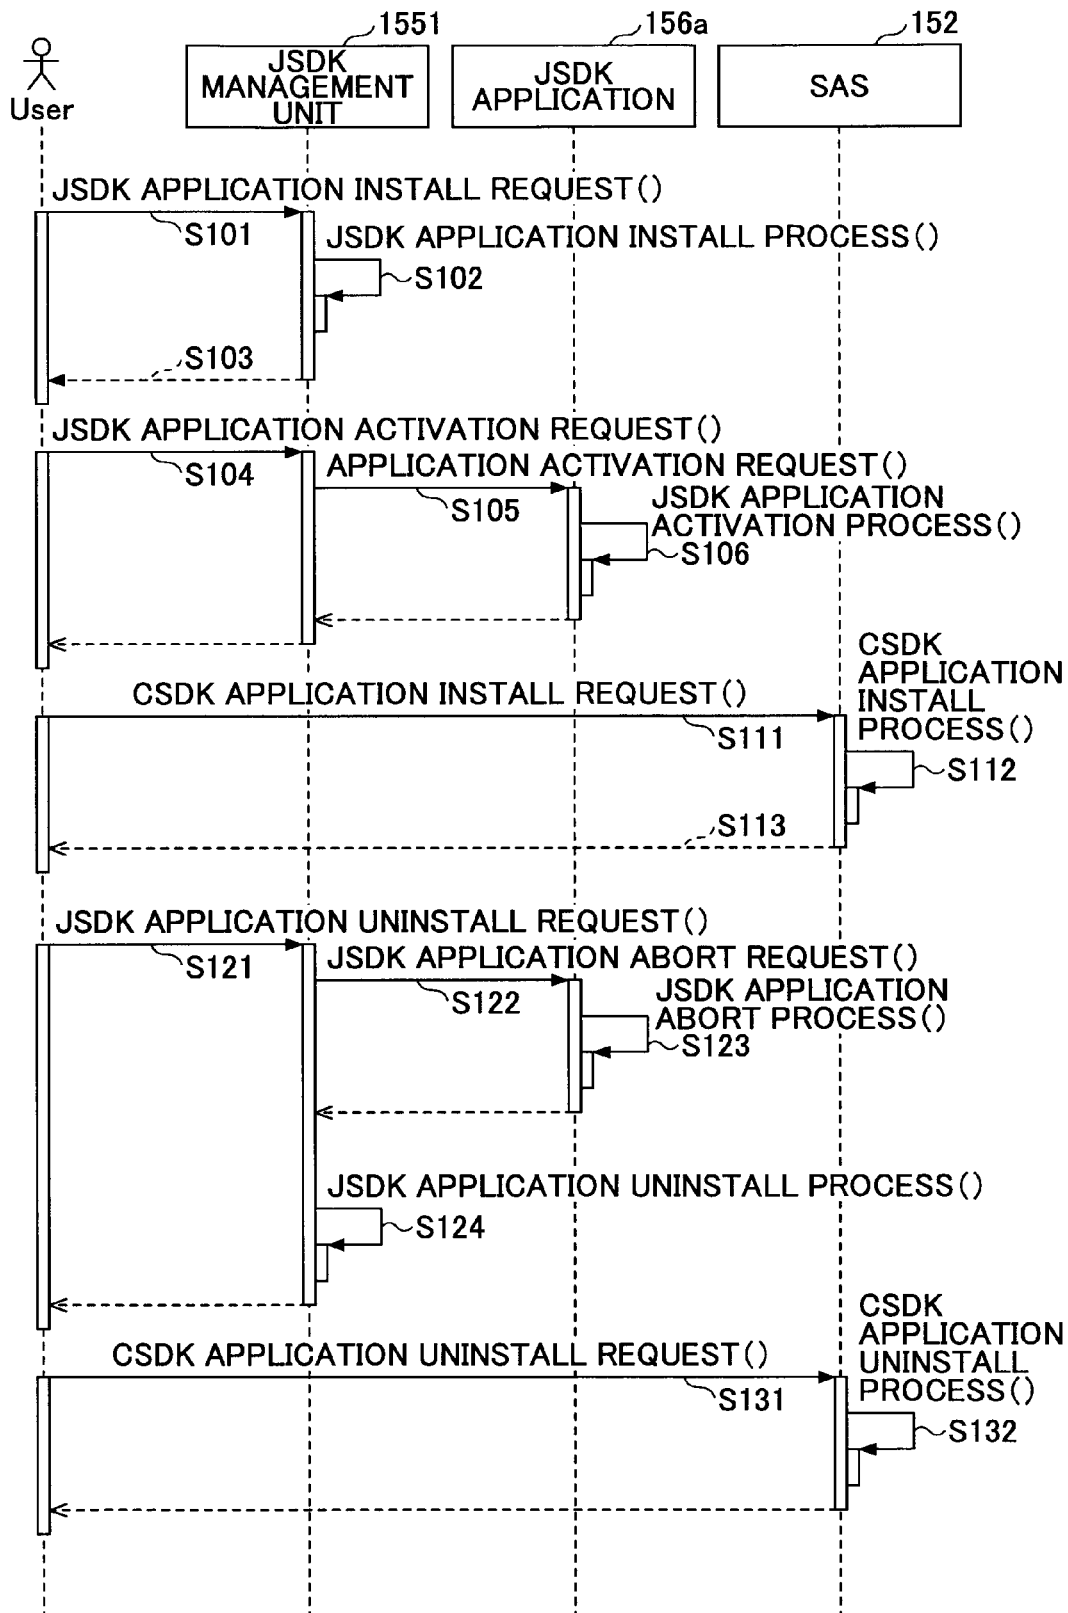 1551
156a
152
User
JSDK
MANAGEMENT
UNIT
JSDK
APPLICATION
SAS
JSDK APPLICATION INSTALL REQUEST()
S101
JSDK APPLICATION INSTALL PROCESS()
S102
S103
JSDK APPLICATION ACTIVATION REQUEST()
S104
APPLICATION ACTIVATION REQUEST()
S105
JSDK APPLICATION
ACTIVATION PROCESS()
S106
CSDK APPLICATION INSTALL REQUEST()
S111
CSDK
APPLICATION
INSTALL
PROCESS()
S112
S113
JSDK APPLICATION UNINSTALL REQUEST()
S121
JSDK APPLICATION ABORT REQUEST()
S122
JSDK APPLICATION
ABORT PROCESS()
S123
JSDK APPLICATION UNINSTALL PROCESS()
S124
CSDK APPLICATION UNINSTALL REQUEST()
S131
CSDK
APPLICATION
UNINSTALL
PROCESS()
S132